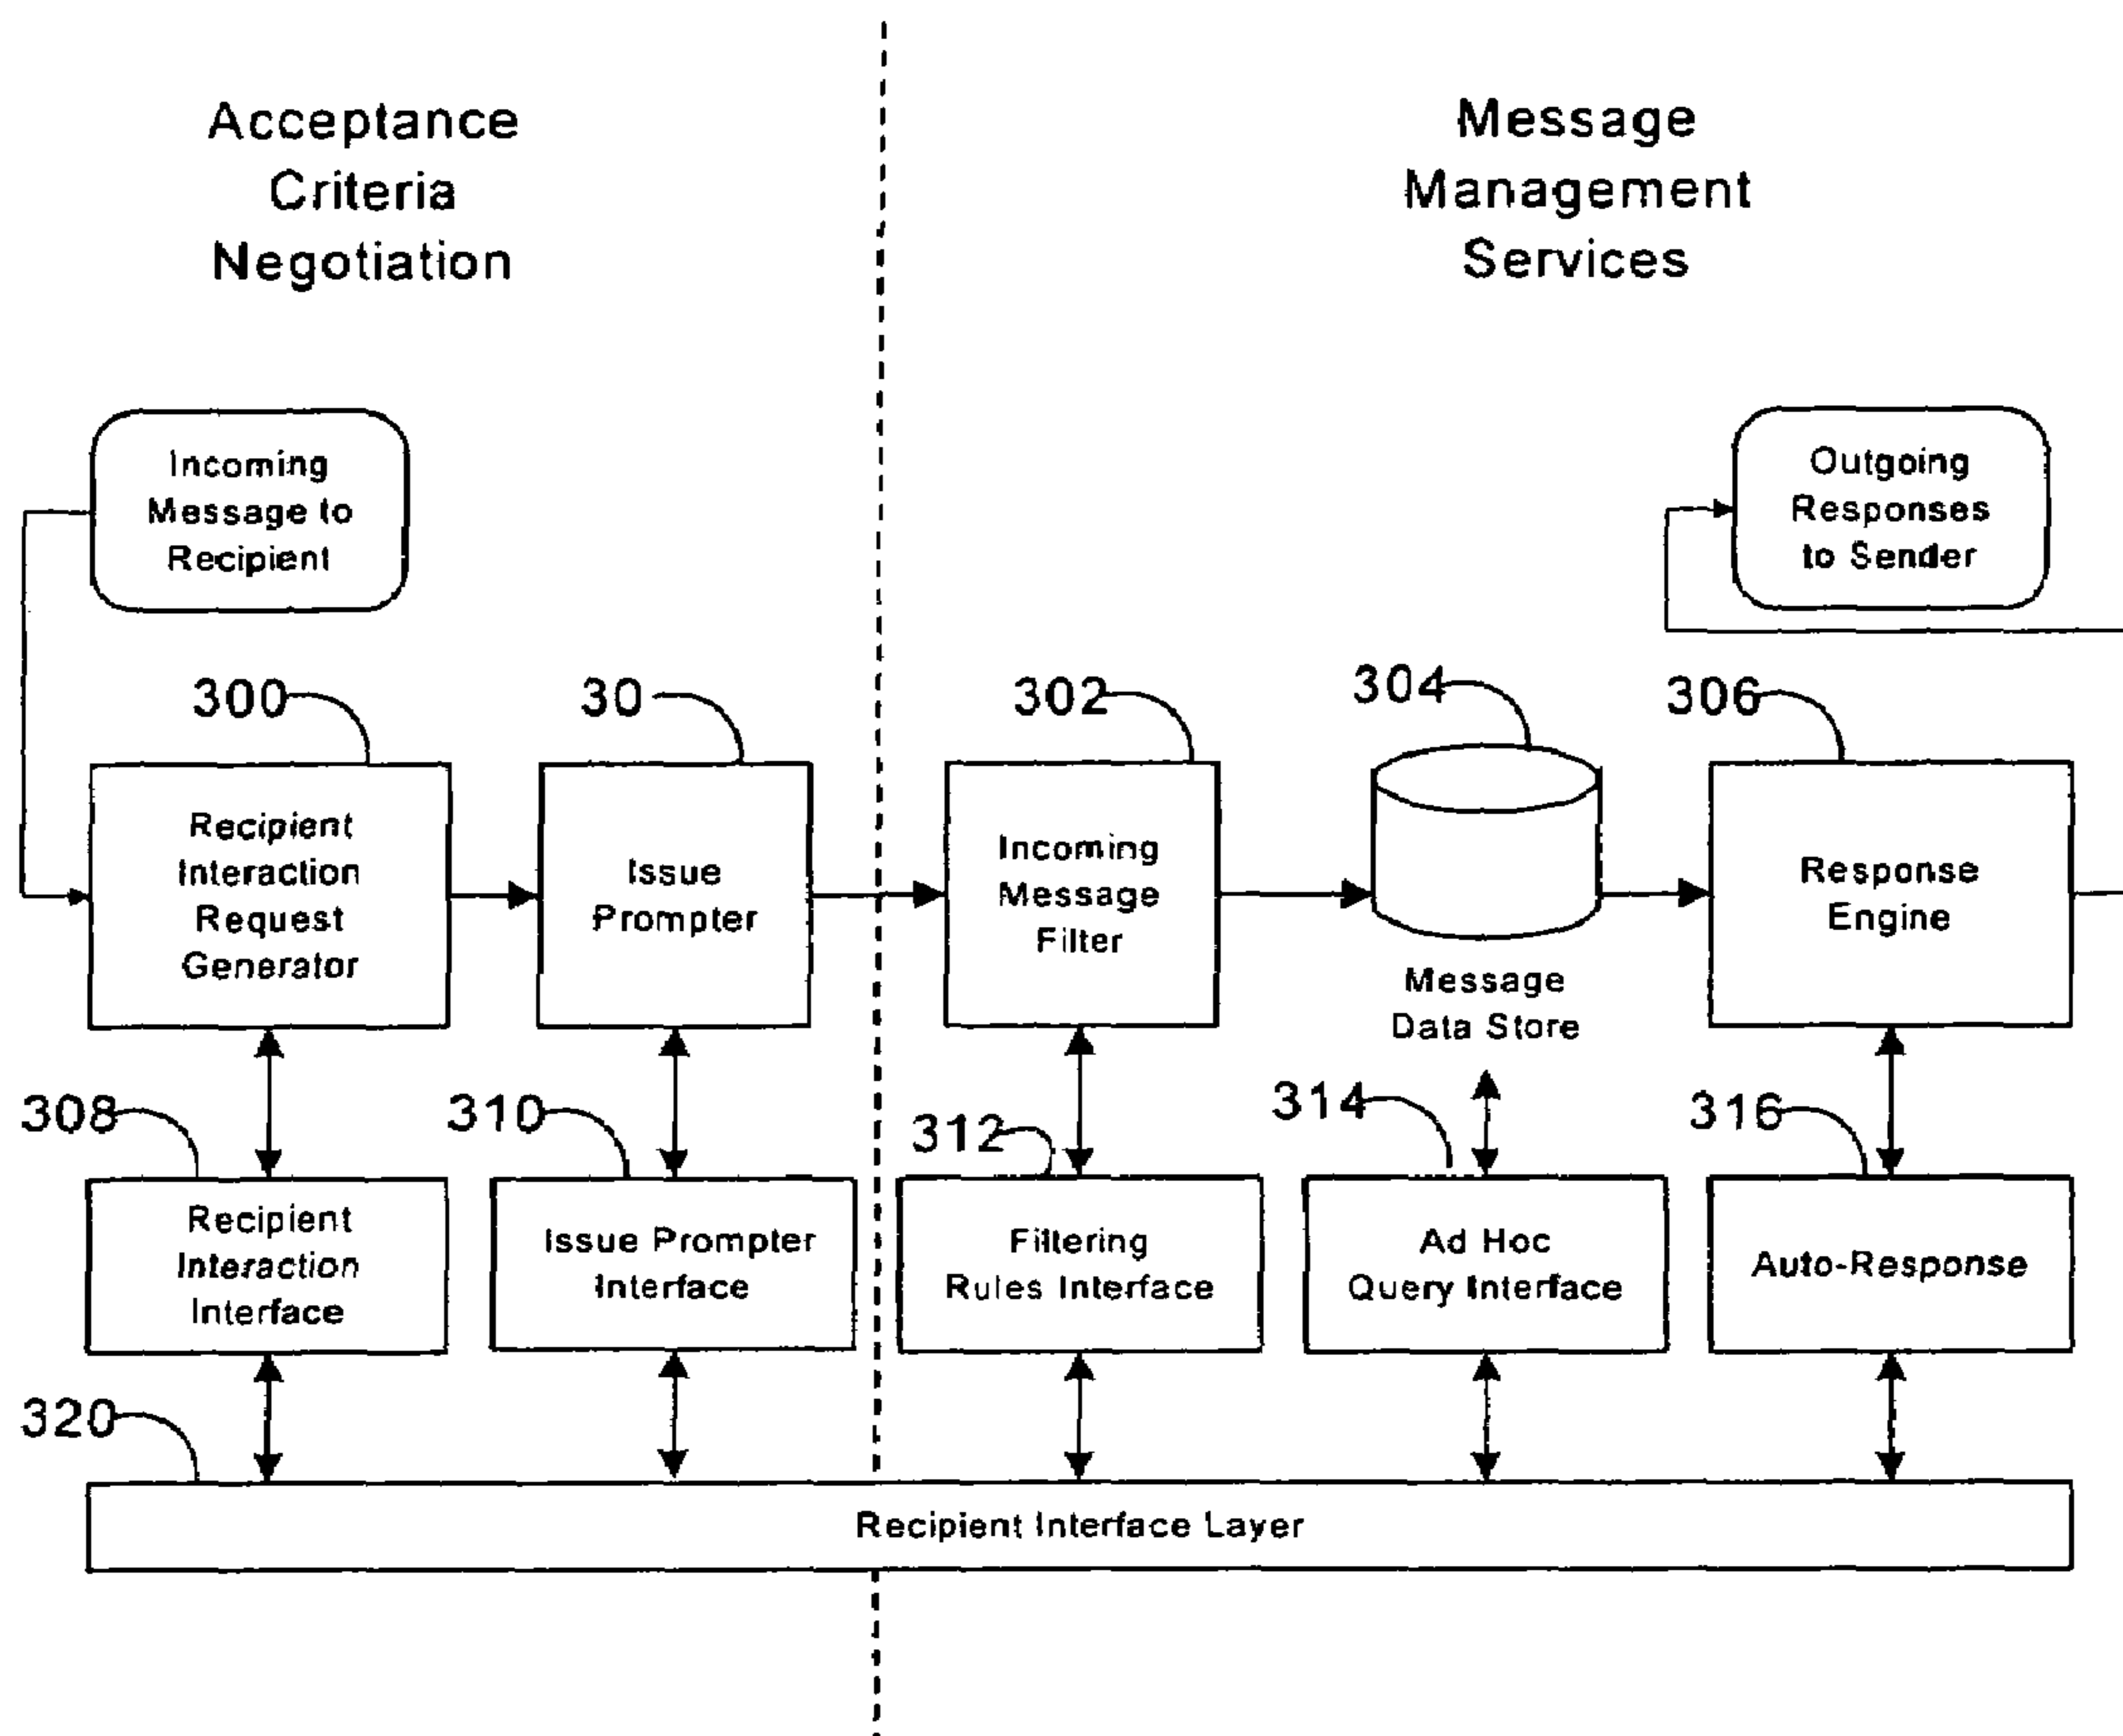 Acceptance
Criteria
Negotiation
Message
Management
Services
Incoming
Message to
Recipient
Outgoing
Responses
to Sender
300
30
302
304
306
Recipient
Interaction
Request
Generator
Issue
Prompter
Incoming
Message
Filter
Message
Data Store
Response
Engine
308
310
312
314
316
Recipient
Interaction
Interface
Issue Prompter
Interface
Filtering
Rules Interface
Ad Hoc
Query Interface
Auto-Response
320
Recipient Interface Layer